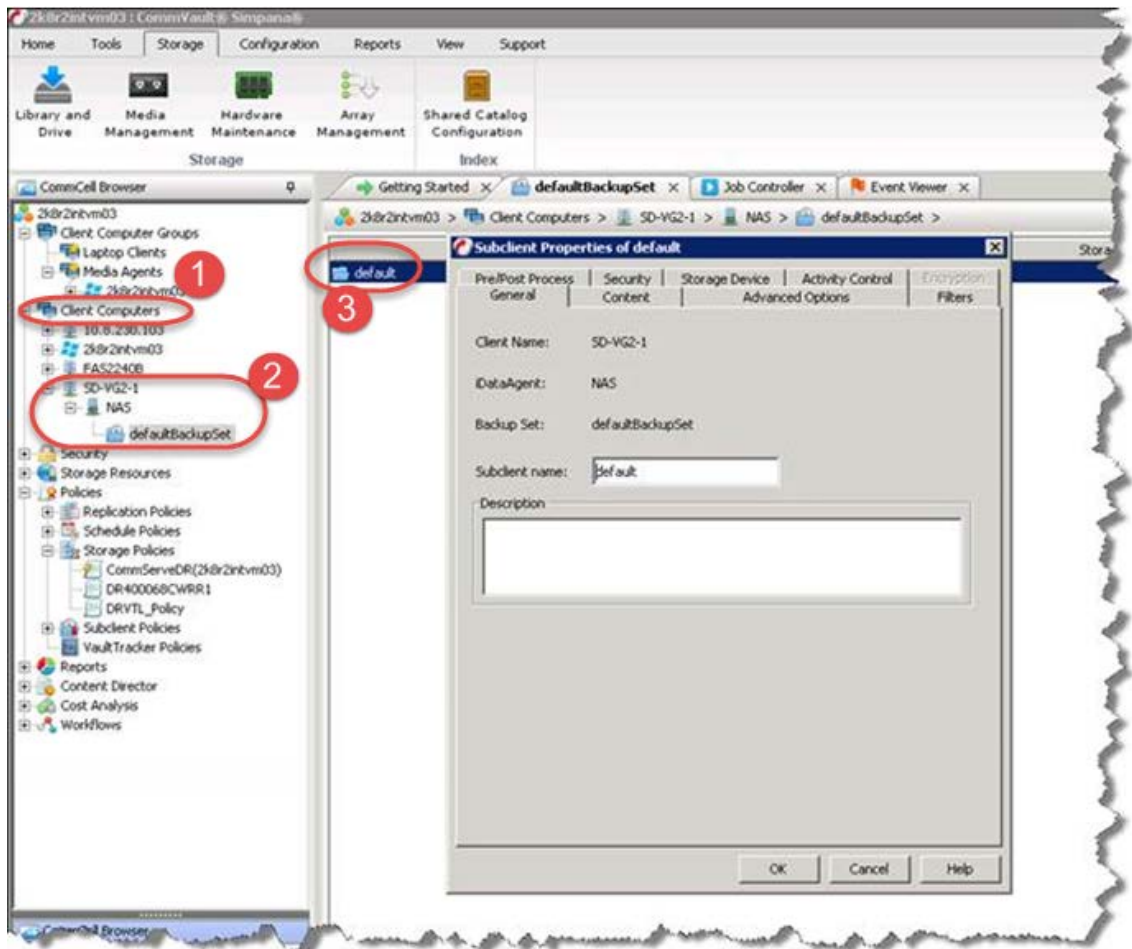 2k8r2intvm03 : CommVault® Simpana®
Home Tools Storage Configuration Reports View Support
Library and Drive
Media Management
Hardware Maintenance
Array Management
Shared Catalog Configuration
Storage
Index
CommCell Browser
Getting Started
defaultBackupSet
Job Controller
Event Viewer
2k8r2intvm03 > Client Computers > SD-VG2-1 > NAS > defaultBackupSet >
2k8r2intvm03
Client Computer Groups
Laptop Clients
Media Agents
2k8r2intvm03
1
Client Computers
10.8.230.103
2k8r2intvm03
FAS2240B
SD-VG2-1
2
NAS
defaultBackupSet
Security
Storage Resources
Policies
Replication Policies
Schedule Policies
Storage Policies
CommServeDR(2k8r2intvm03)
DR400068CWRR1
DRVTL_Policy
Subclient Policies
VaultTracker Policies
Reports
Content Director
Cost Analysis
Workflows
default
3
Subclient Properties of default
Pre/Post Process Security Storage Device Activity Control Encryption
General Content Advanced Options Filters
Client Name: SD-VG2-1
iDataAgent: NAS
Backup Set: defaultBackupSet
Subclient name: default
Description
OK Cancel Help
CommCell Browser